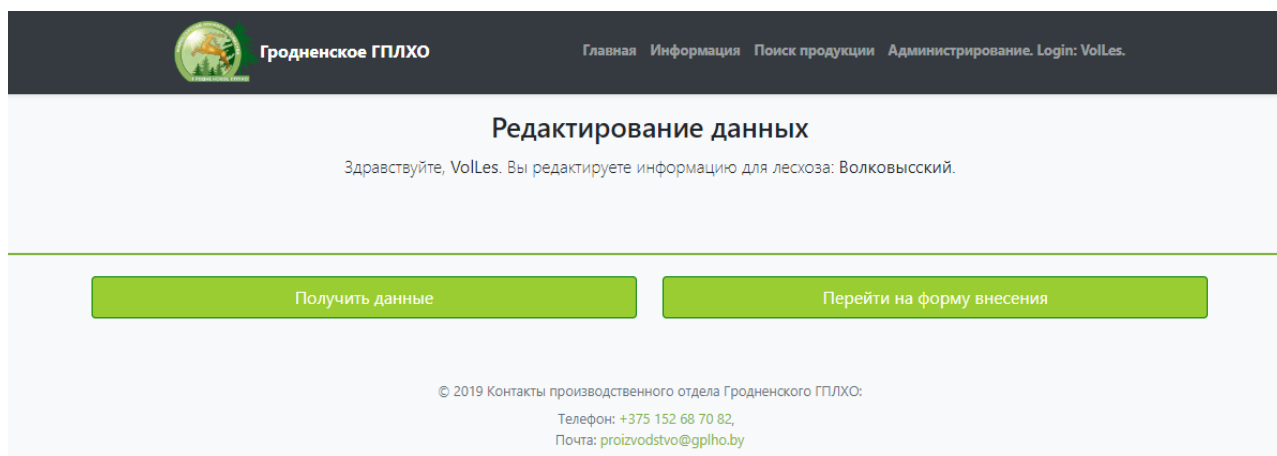 Гродненское ГПЛХО
Главная Информация Поиск продукции Администрирование. Login: VolLes.
Редактирование данных
Здравствуйте, VolLes. Вы редактируете информацию для лесхоза: Волковысский.
Получить данные
Перейти на форму внесения
© 2019 Контакты производственного отдела Гродненского ГПЛХО:
Телефон: +375 152 68 70 82,
Почта: proizvodstvo@gplho.by